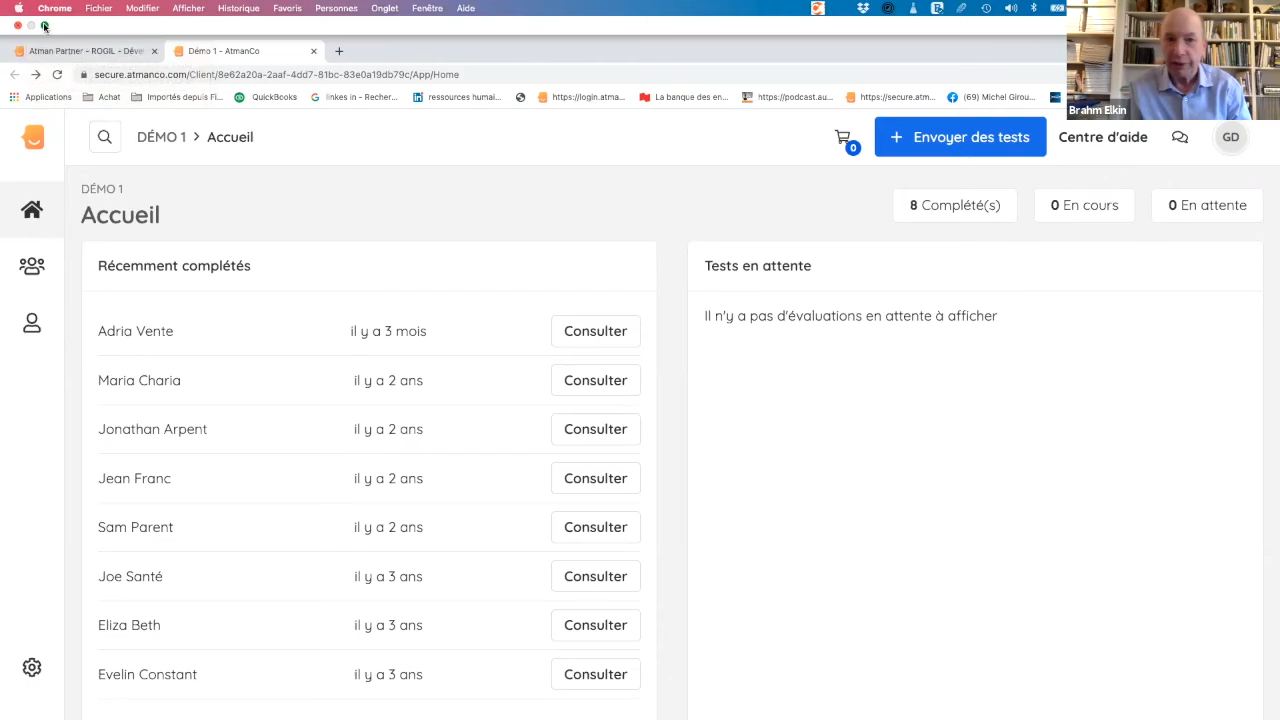 Chrome Fichier Modifier Afficher Historique Favoris Personnes Onglet Fenêtre Aide
Atman Partner - ROGIL - Déve
Démo 1 - AtmanCo
secure.atmanco.com/Client/8e62a20a-2aaf-4dd7-81bc-83e0a19db79c/App/Home
Applications Achat Importés depuis Fi... QuickBooks linkes in - ressources humai... https://login.atma... La banque des en... https://podcast.au... https://secure.atm... (69) Michel Girou...
Brahm Elkin
DÉMO 1 > Accueil
0
+ Envoyer des tests
Centre d'aide
GD
DÉMO 1
Accueil
8 Complété(s)
0 En cours
0 En attente
Récemment complétés
Adria Vente il y a 3 mois Consulter
Maria Charia il y a 2 ans Consulter
Jonathan Arpent il y a 2 ans Consulter
Jean Franc il y a 2 ans Consulter
Sam Parent il y a 2 ans Consulter
Joe Santé il y a 3 ans Consulter
Eliza Beth il y a 3 ans Consulter
Evelin Constant il y a 3 ans Consulter
Tests en attente
Il n'y a pas d'évaluations en attente à afficher